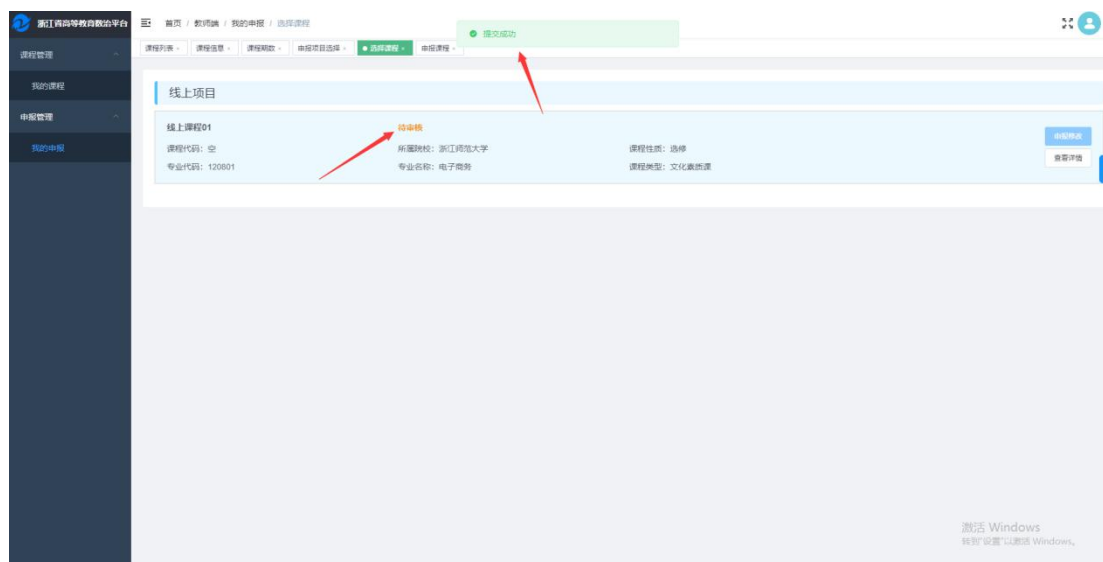 浙江省高等教育数治平台
首页 / 教师端 / 我的申报 / 选择课程
提交成功
课程列表 × 课程信息 × 课程期数 × 申报项目选择 × 选择课程 × 申报课程 ×
课程管理
我的课程
申报管理
我的申报
线上项目
线上课程01 待审核
课程代码：空 所属院校：浙江师范大学 课程性质：选修
专业代码：120801 专业名称：电子商务 课程类型：文化素质课
申报修改
查看详情
激活 Windows
转到"设置"以激活 Windows。